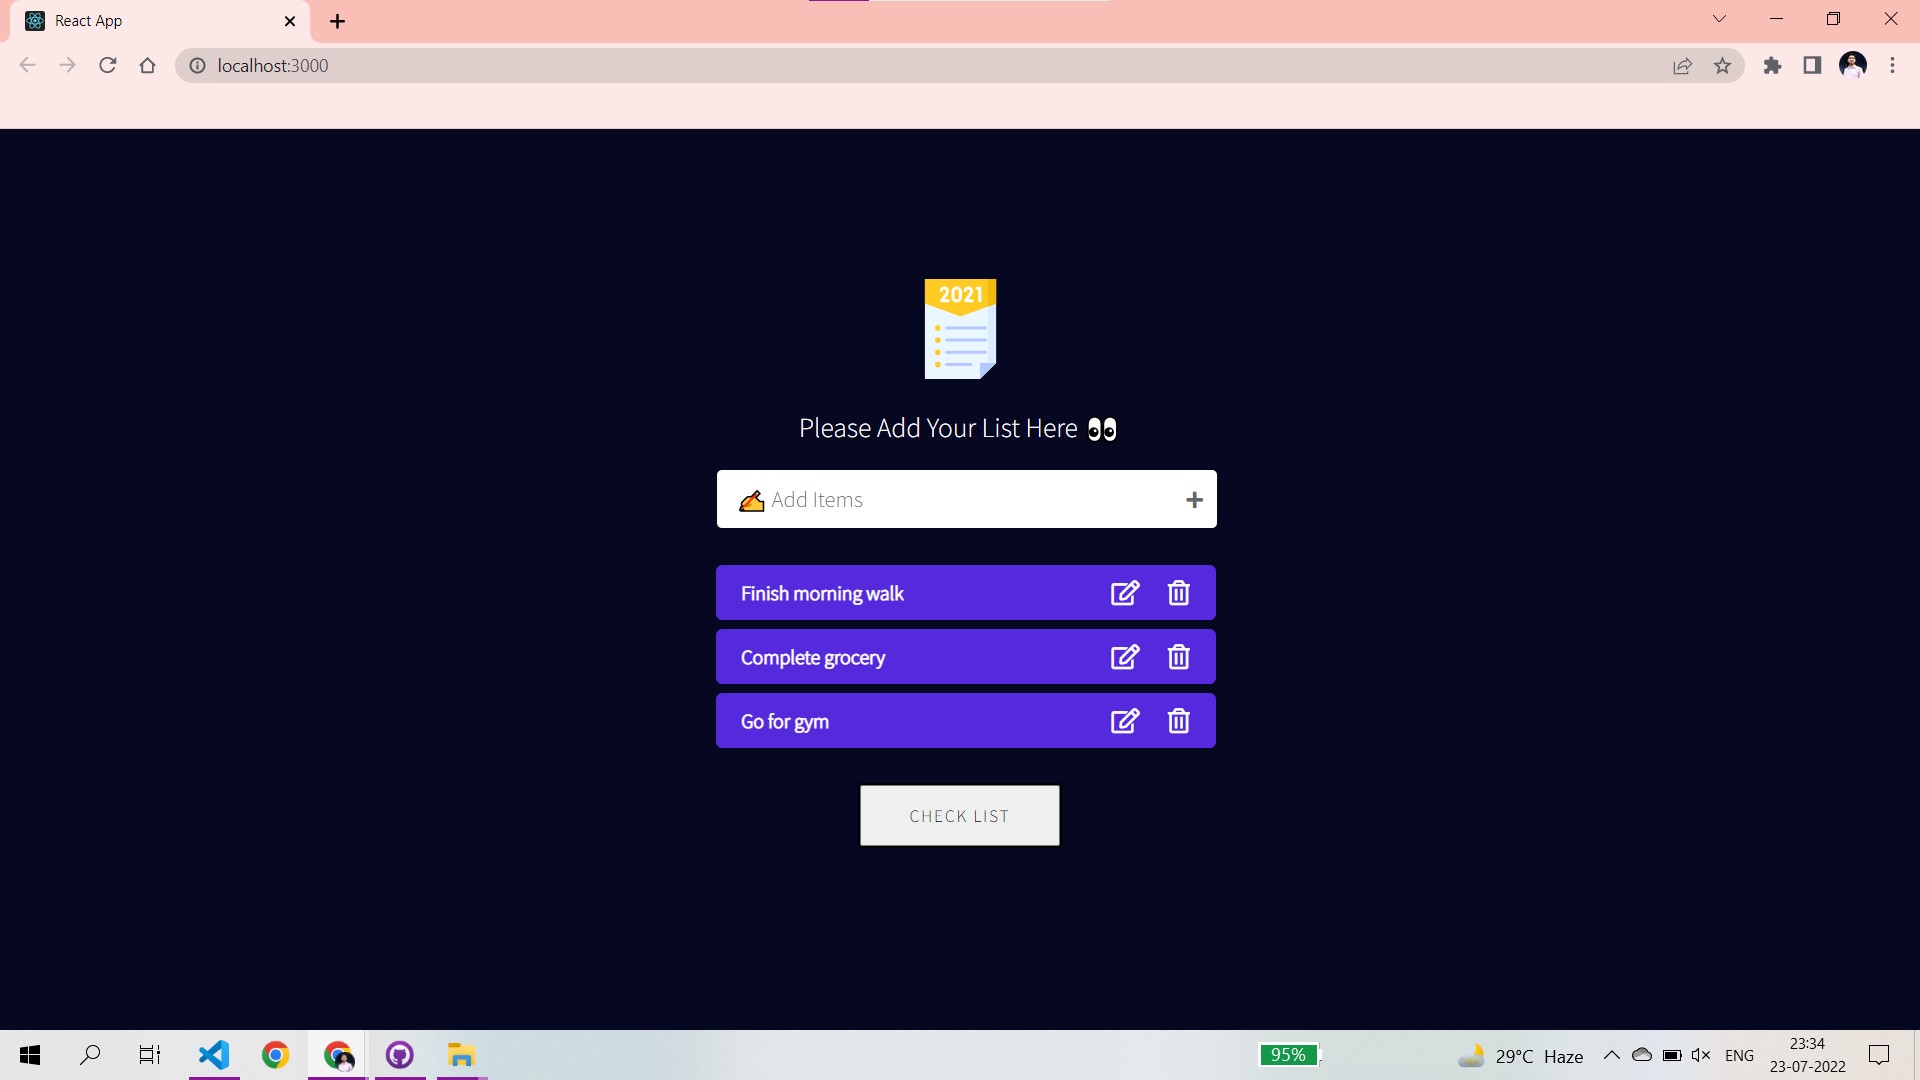 React App
localhost:3000
2021
Please Add Your List Here 👀
✍ Add Items
Finish morning walk
Complete grocery
Go for gym
CHECK LIST
95%
29°C Haze
ENG
23:34
23-07-2022